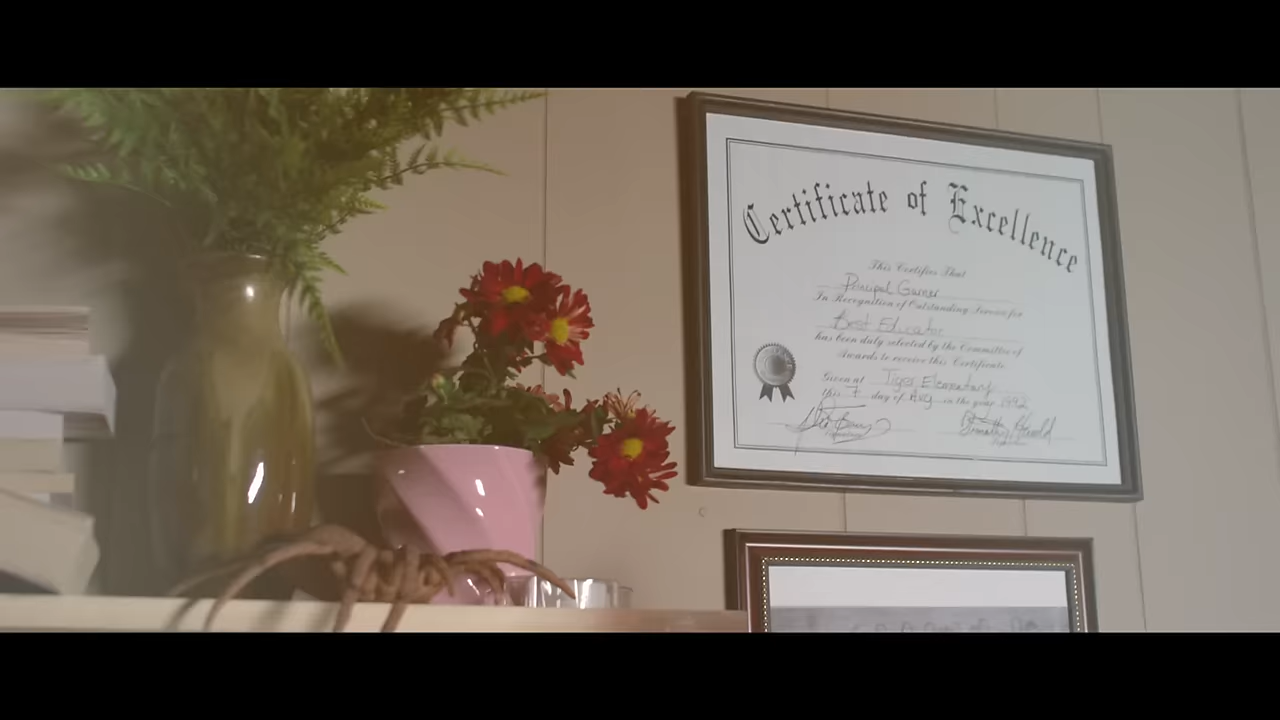 Certificate of Excellence
This Certifies That
Principal Garner
In Recognition of Outstanding Service for
Best Educator
has been duly selected by the Committee of
Awards to receive this Certificate
Given at Tiger Elementary
this 7 day of Aug in the year 1992